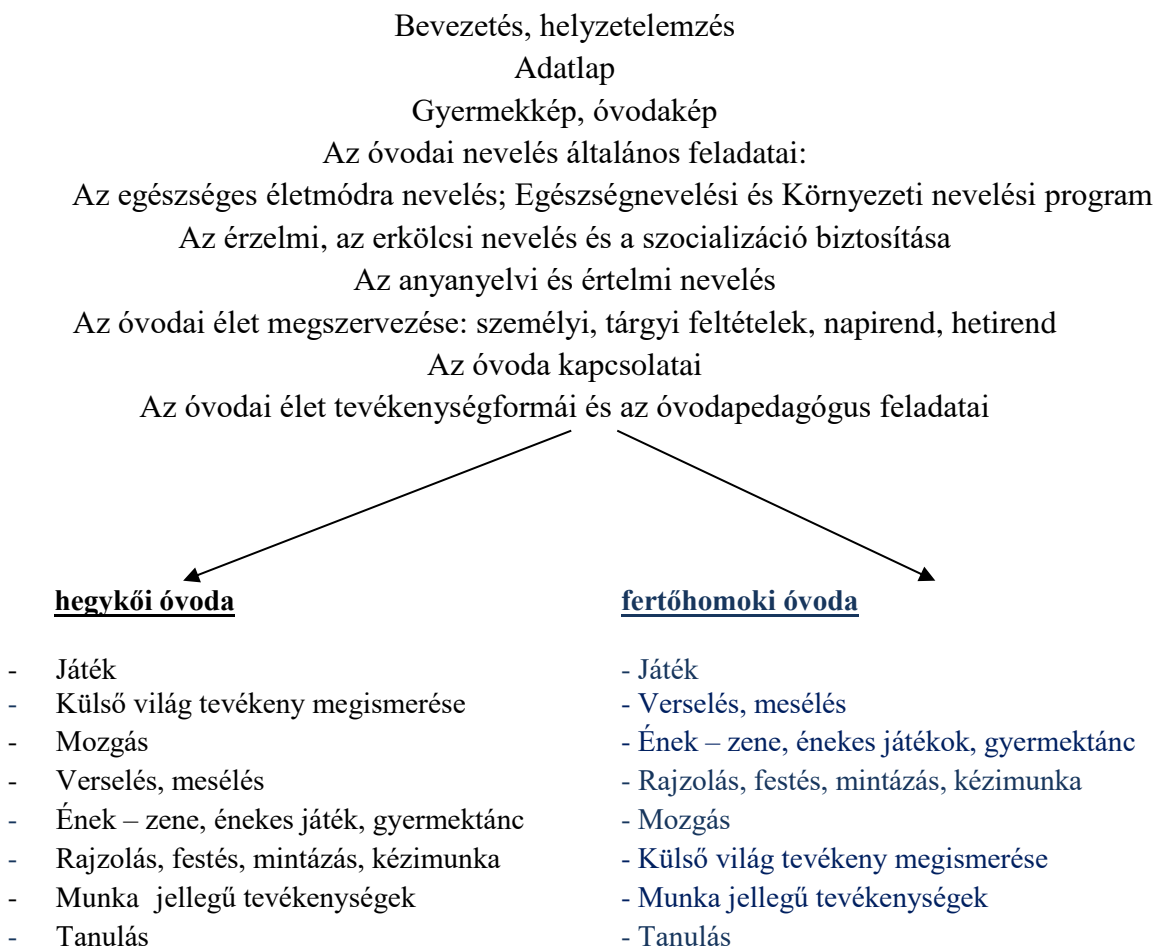 Bevezetés, helyzetelemzés
Adatlap
Gyermekkép, óvodakép
Az óvodai nevelés általános feladatai:
Az egészséges életmódra nevelés; Egészségnevelési és Környezeti nevelési program
Az érzelmi, az erkölcsi nevelés és a szocializáció biztosítása
Az anyanyelvi és értelmi nevelés
Az óvodai élet megszervezése: személyi, tárgyi feltételek, napirend, hetirend
Az óvoda kapcsolatai
Az óvodai élet tevékenységformái és az óvodapedagógus feladatai
hegykői óvoda
- Játék
- Külső világ tevékeny megismerése
- Mozgás
- Verselés, mesélés
- Ének – zene, énekes játék, gyermektánc
- Rajzolás, festés, mintázás, kézimunka
- Munka jellegű tevékenységek
- Tanulás
fertőhomoki óvoda
- Játék
- Verselés, mesélés
- Ének – zene, énekes játékok, gyermektánc
- Rajzolás, festés, mintázás, kézimunka
- Mozgás
- Külső világ tevékeny megismerése
- Munka jellegű tevékenységek
- Tanulás